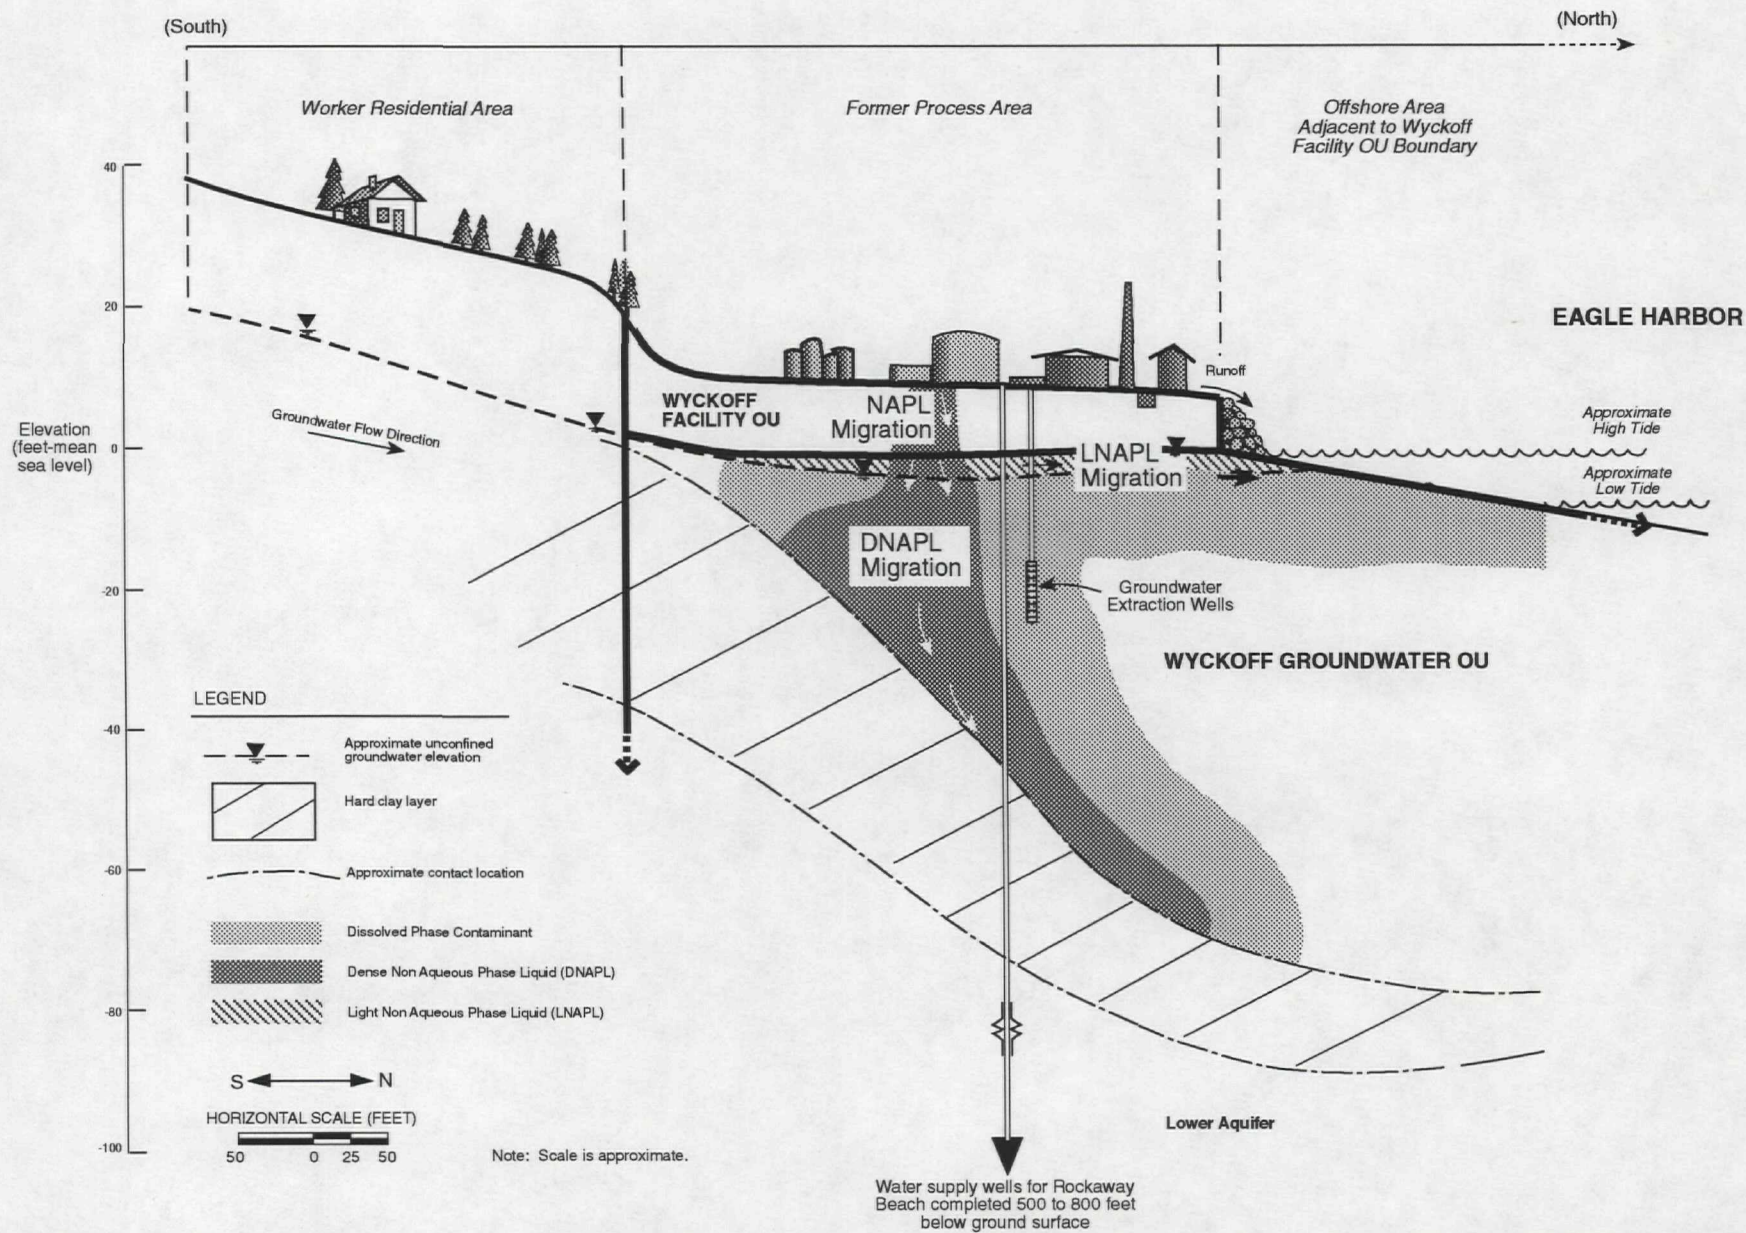 (South)
(North)
Worker Residential Area
Former Process Area
Offshore Area
Adjacent to Wyckoff
Facility OU Boundary
40
20
Elevation
(feet-mean
sea level)
0
-20
-40
-60
-80
-100
EAGLE HARBOR
Runoff
WYCKOFF
FACILITY OU
NAPL
Migration
Groundwater Flow Direction
LNAPL
Migration
Approximate
High Tide
Approximate
Low Tide
DNAPL
Migration
Groundwater
Extraction Wells
WYCKOFF GROUNDWATER OU
LEGEND
Approximate unconfined
groundwater elevation
Hard clay layer
Approximate contact location
Dissolved Phase Contaminant
Dense Non Aqueous Phase Liquid (DNAPL)
Light Non Aqueous Phase Liquid (LNAPL)
S N
HORIZONTAL SCALE (FEET)
50 0 25 50
Note: Scale is approximate.
Lower Aquifer
Water supply wells for Rockaway
Beach completed 500 to 800 feet
below ground surface